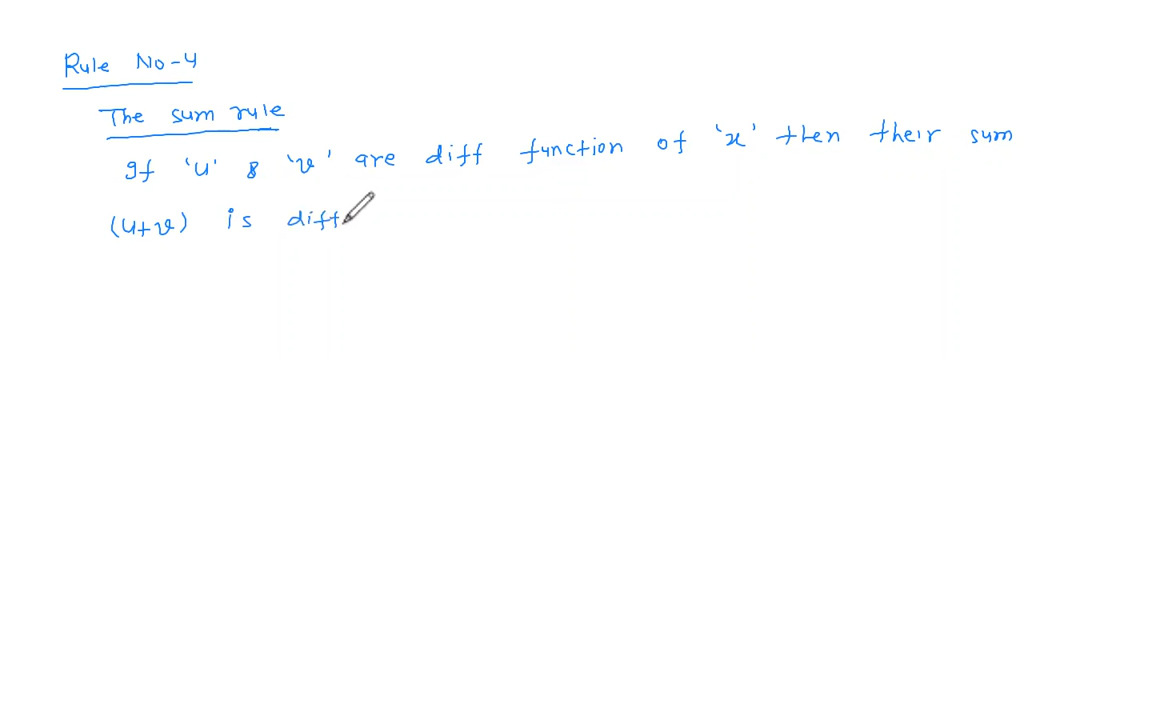 Rule No-4
The sum rule
If 'u' & 'v' are diff function of 'x' then their sum
(u+v) is diff